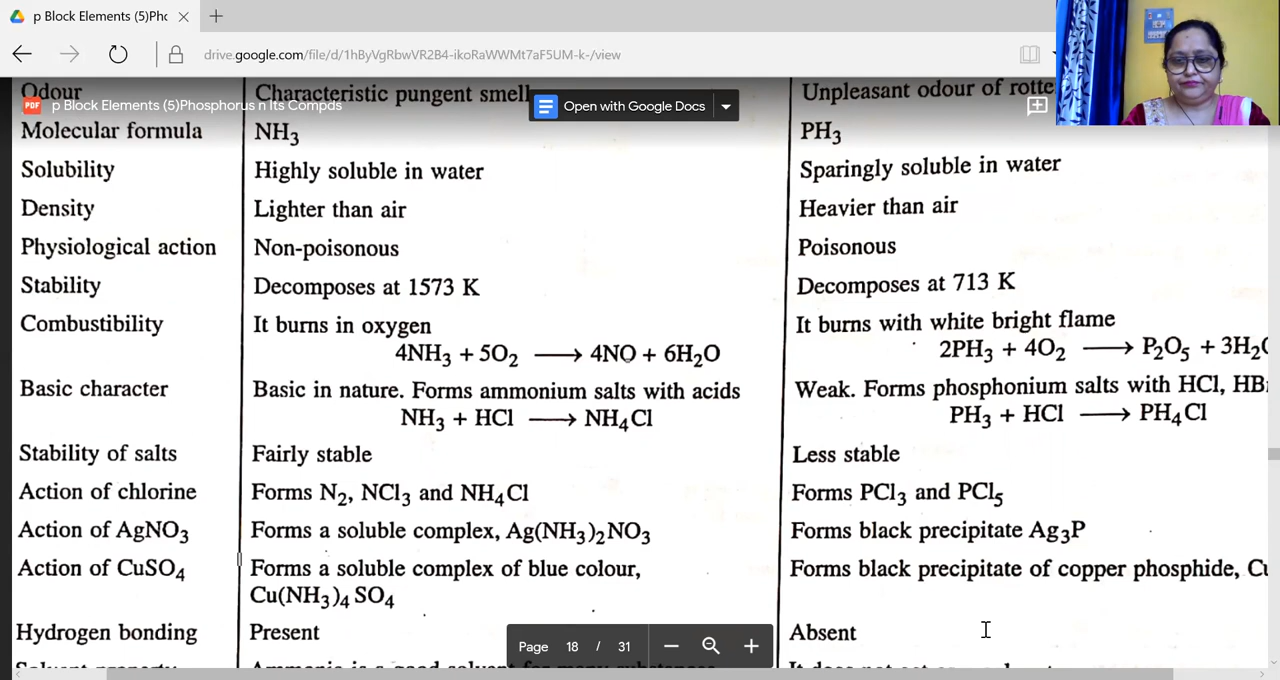 p Block Elements (5)Pho
drive.google.com/file/d/1hByVgRbwVR2B4-ikoRaWWMt7aF5UM-k-/view
Odour Characteristic pungent smell Unpleasant odour of rotte
PDF p Block Elements (5)Phosphorus n Its Compds Open with Google Docs
Molecular formula NH₃ PH₃
Solubility Highly soluble in water Sparingly soluble in water
Density Lighter than air Heavier than air
Physiological action Non-poisonous Poisonous
Stability Decomposes at 1573 K Decomposes at 713 K
Combustibility It burns in oxygen It burns with white bright flame
4NH₃ + 5O₂ ⟶ 4NO + 6H₂O 2PH₃ + 4O₂ ⟶ P₂O₅ + 3H₂O
Basic character Basic in nature. Forms ammonium salts with acids Weak. Forms phosphonium salts with HCl, HBr
NH₃ + HCl ⟶ NH₄Cl PH₃ + HCl ⟶ PH₄Cl
Stability of salts Fairly stable Less stable
Action of chlorine Forms N₂, NCl₃ and NH₄Cl Forms PCl₃ and PCl₅
Action of AgNO₃ Forms a soluble complex, Ag(NH₃)₂NO₃ Forms black precipitate Ag₃P
Action of CuSO₄ Forms a soluble complex of blue colour, Forms black precipitate of copper phosphide, Cu
Cu(NH₃)₄SO₄
Hydrogen bonding Present Absent
Page 18 / 31